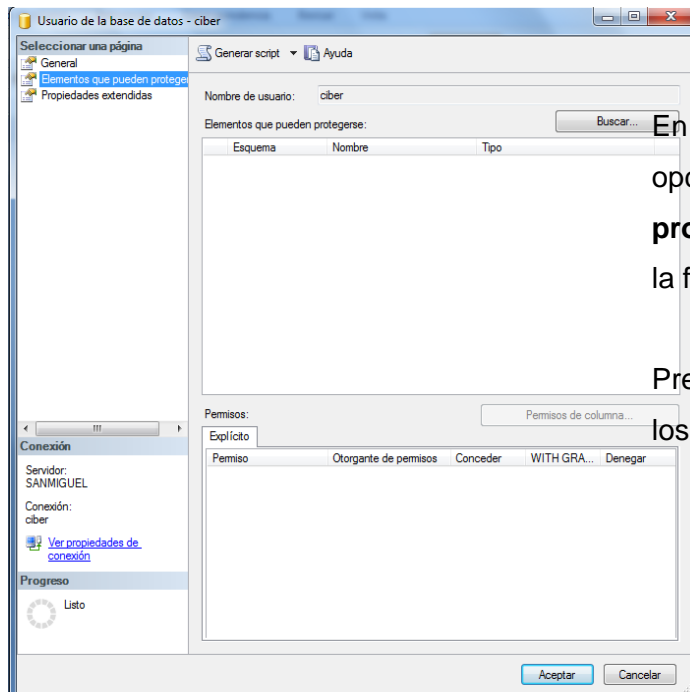 Usuario de la base de datos - ciber
Seleccionar una página
General
Elementos que pueden proteger
Propiedades extendidas
Generar script
Ayuda
Nombre de usuario: ciber
Elementos que pueden protegerse:
Buscar...
Esquema Nombre Tipo
En
la
Permisos:
Permisos de columna...
los
Explícito
Permiso Otorgante de permisos Conceder WITH GRA... Denegar
Conexión
Servidor:
SANMIGUEL
Conexión:
ciber
Ver propiedades de
conexión
Progreso
Listo
Aceptar Cancelar